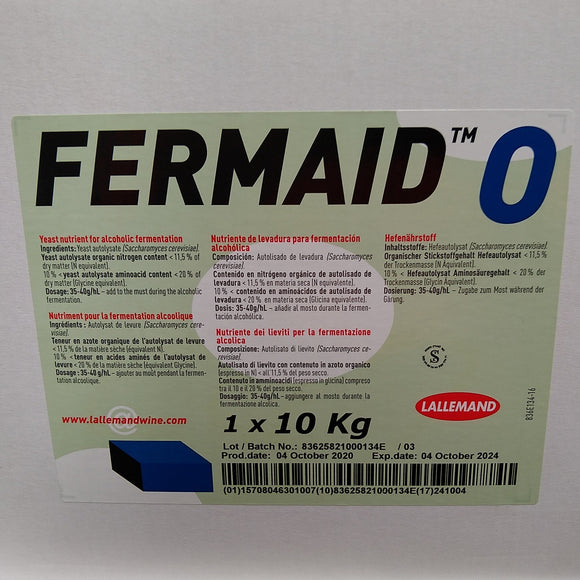 FERMAID™ O
Yeast nutrient for alcoholic fermentation
Ingredients: Yeast autolysate (Saccharomyces cerevisiae).
Yeast autolysate organic nitrogen content < 11,5 % of
dry matter (N equivalent).
10 % < yeast autolysate aminoacid content < 20 % of
dry matter (Glycine equivalent).
Dosage: 35-40g/hL – add to the must during the alcoholic
fermentation.
Nutriment pour la fermentation alcoolique
Ingrédients : Autolysat de levure (Saccharomyces cere-
visiae).
Teneur en azote organique de l'autolysat de levure
< 11,5 % de la matière sèche (équivalent N).
10 % < teneur en acides aminés de l'autolysat de
levure < 20 % de la matière sèche (équivalent Glycine).
Dosage : 35-40 g/hL – ajouter au moût pendant la fermen-
tation alcoolique.
www.lallemandwine.com
Nutriente de levadura para fermentación
alcohólica
Composición: Autolisado de levadura (Saccharomyces
cerevisiae).
Contenido en nitrógeno orgánico de autolisado de
levadura < 11,5 % en materia seca (N equivalente).
10 % < contenido en aminoácidos de autolisado de
levadura < 20 % en materia seca (Glicina equivalente).
Dosis: 35-40g/hL – añadir al mosto durante la fermen-
tación alcohólica.
Nutriente dei lieviti per la fermentazione
alcolica
Composizione: Autolisato di lievito (Saccharomyces ce-
revisiae).
Autolisato di lievito con contenuto in azoto organico
(espresso in N) < al 11,5% del peso secco.
Contenuto in amminoacidi (espresso in glicina) compreso
tra il 10 e il 20 % del peso secco.
Dosaggio: 35-40g/hL – aggiungere al mosto durante la
fermentazione alcolica.
Hefenährstoff
Inhaltsstoffe: Hefeautolysat (Saccharomyces cerevisiae).
Organischer Stickstoffgehalt Hefeautolysat < 11,5%
der Trockenmasse (N Equivalent).
10 % < Hefeautolysat Aminosäuregehalt < 20 % der
Trockenmasse (Glycin Equivalent).
Dosierung: 35-40g/hL – Zugabe zum Most während der
Gärung.
S
LALLEMAND
836E134-16
1 x 10 Kg
Lot / Batch No.: 83625821000134E / 03
Prod.date: 04 October 2020 Exp.date: 04 October 2024
(01)15708046301007(10)83625821000134E(17)241004